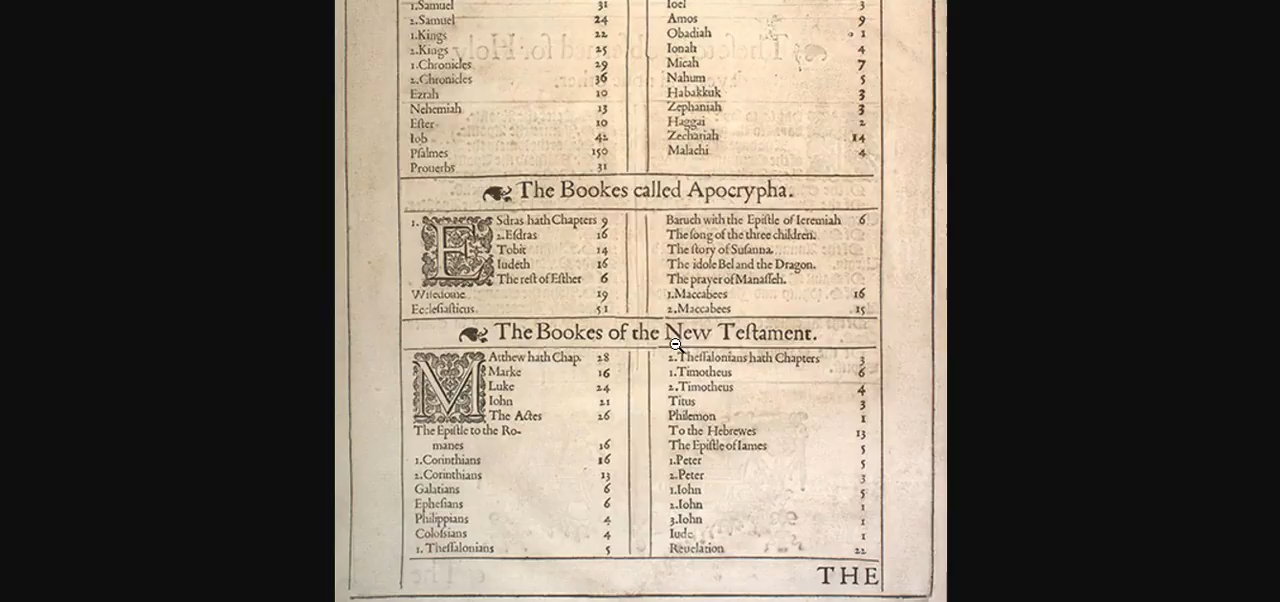 1.Samuel 31
2.Samuel 24
1.Kings 22
2.Kings 25
1.Chronicles 29
2.Chronicles 36
Ezrah 10
Nehemiah 13
Eſter 10
Iob 42
Pſalmes 150
Prouerbs 31
Ioel 3
Amos 9
Obadiah 1
Ionah 4
Micah 7
Nahum 5
Habakkuk 3
Zephaniah 3
Haggai 2
Zechariah 14
Malachi 4
The Bookes called Apocrypha.
1. ESdras hath Chapters 9
2.Eſdras 16
Tobit 14
Iudeth 16
The reſt of Eſther 6
Wiſedome 19
Eccleſiaſticus 51
Baruch with the Epiſtle of Ieremiah 6
The ſong of the three children.
The ſtory of Suſanna.
The idole Bel and the Dragon.
The prayer of Manaſſeh.
1.Maccabees 16
2.Maccabees 15
The Bookes of the New Teſtament.
MAtthew hath Chap. 28
Marke 16
Luke 24
Iohn 21
The Actes 26
The Epiſtle to the Ro-
manes 16
1.Corinthians 16
2.Corinthians 13
Galatians 6
Epheſians 6
Philippians 4
Coloſsians 4
1. Theſſalonians 5
2.Theſſalonians hath Chapters 3
1.Timotheus 6
2.Timotheus 4
Titus 3
Philemon 1
To the Hebrewes 13
The Epiſtle of Iames 5
1.Peter 5
2.Peter 3
1.Iohn 5
2.Iohn 1
3.Iohn 1
Iude 1
Reuelation 22
THE